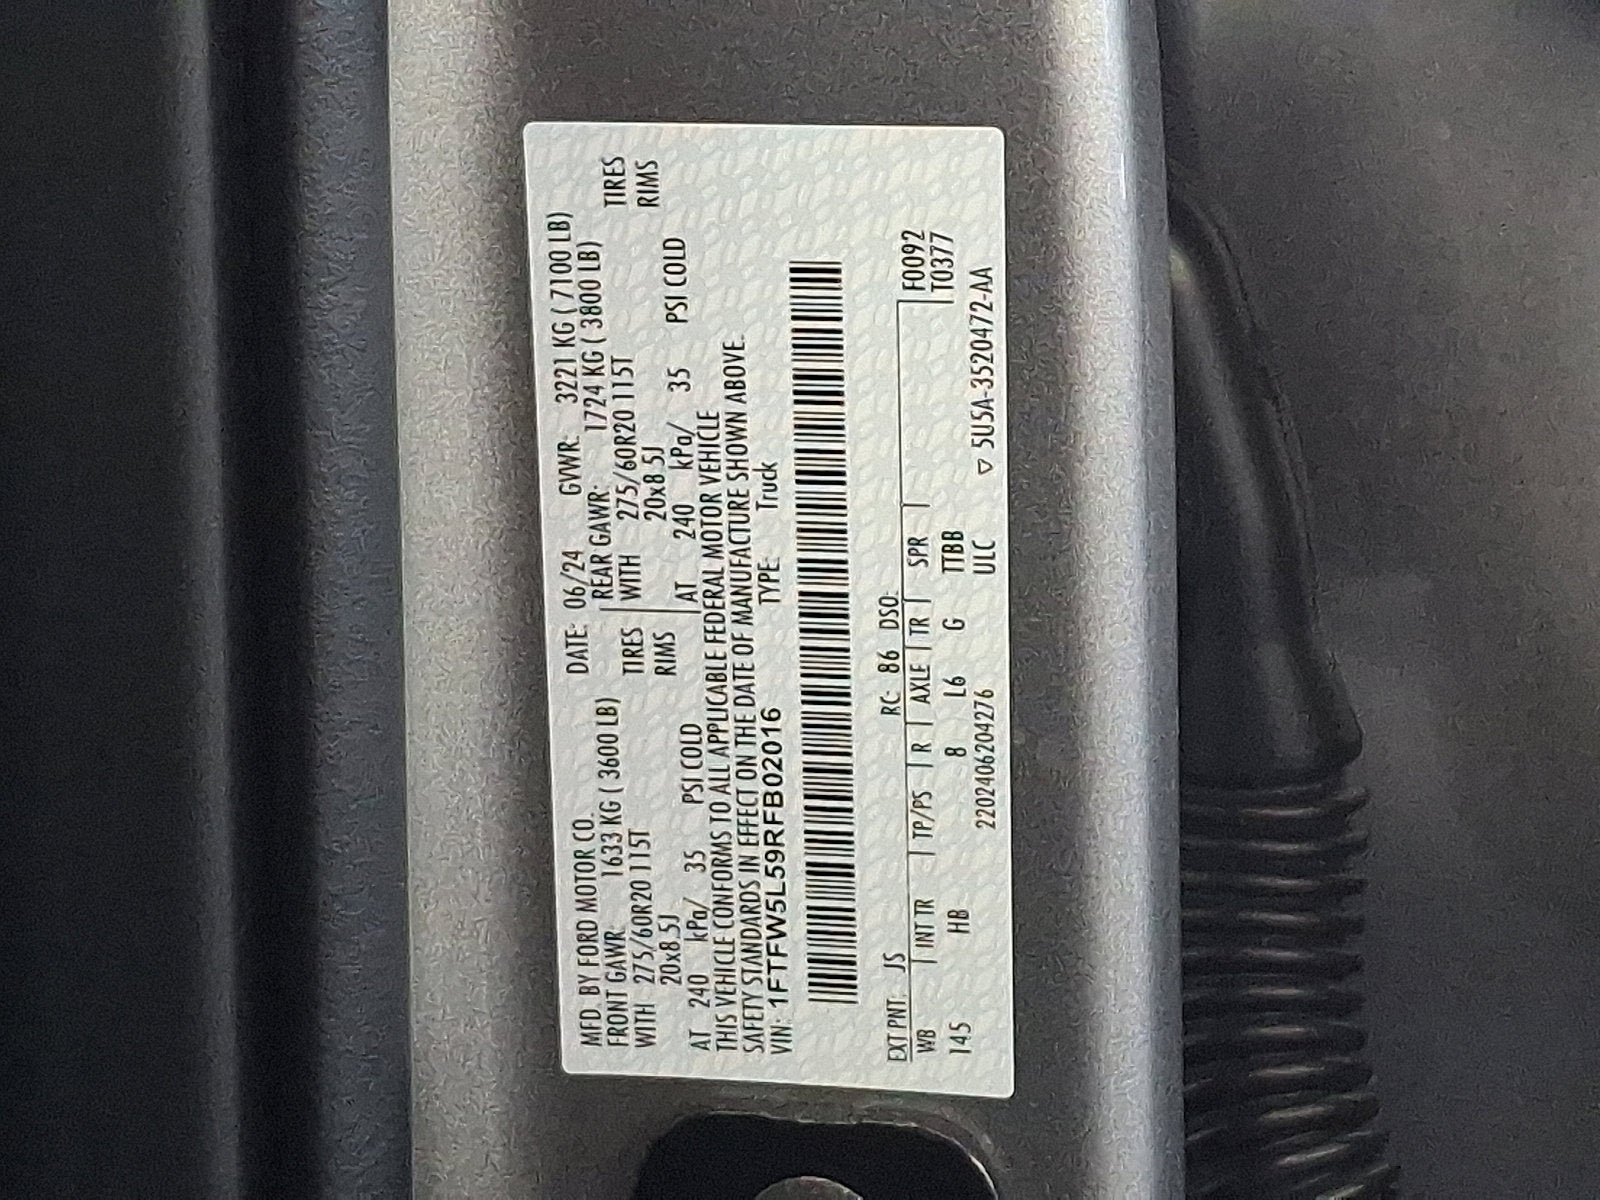 MFD. BY FORD MOTOR CO. DATE: 06/24 GVWR: 3221 KG ( 7100 LB)
FRONT GAWR: 1633 KG ( 3600 LB) REAR GAWR: 1724 KG ( 3800 LB)
WITH 275/60R20 115T TIRES WITH 275/60R20 115T TIRES
20x8.5J RIMS 20x8.5J RIMS
AT 240 kPa/ 35 PSI COLD AT 240 kPa/ 35 PSI COLD
THIS VEHICLE CONFORMS TO ALL APPLICABLE FEDERAL MOTOR VEHICLE
SAFETY STANDARDS IN EFFECT ON THE DATE OF MANUFACTURE SHOWN ABOVE.
VIN: 1FTFW5L59RFB02016 TYPE: Truck
EXT PNT: JS RC: 86 DSO: F0092
WB INT TR TP/PS R AXLE TR SPR T0377
145 HB 8 L6 G TTBB
2202406204276 ULC ▽ 5U5A-3520472-AA